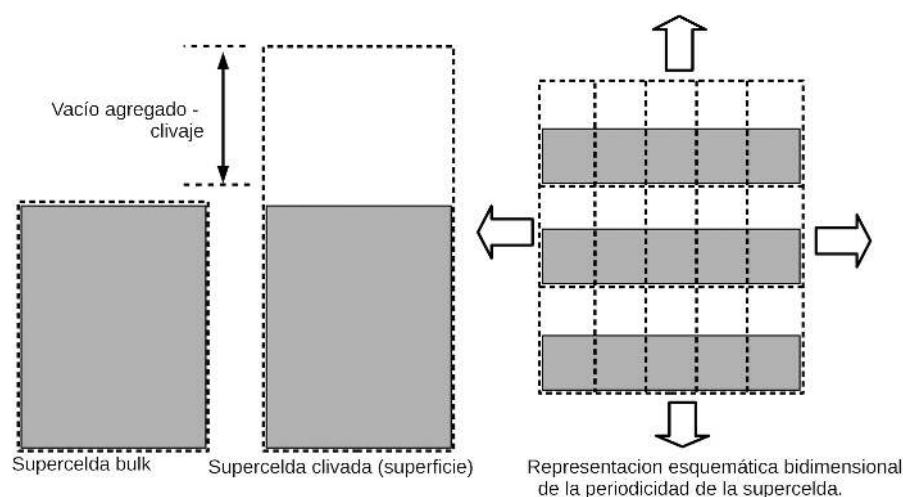 Vacío agregado -
clivaje
Supercelda bulk
Supercelda clivada (superficie)
Representacion esquemática bidimensional
de la periodicidad de la supercelda.